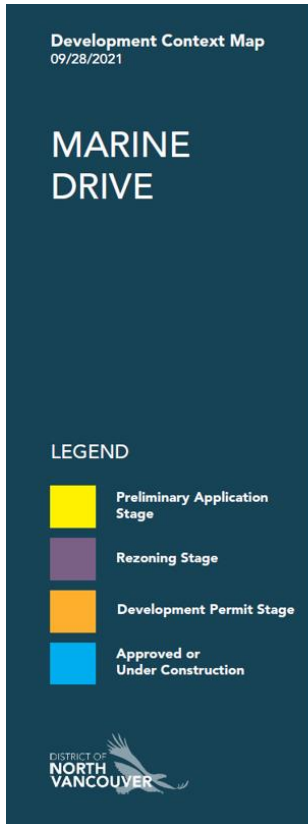 Development Context Map
09/28/2021
MARINE
DRIVE
LEGEND
Preliminary Application
Stage
Rezoning Stage
Development Permit Stage
Approved or
Under Construction
DISTRICT OF
NORTH
VANCOUVER